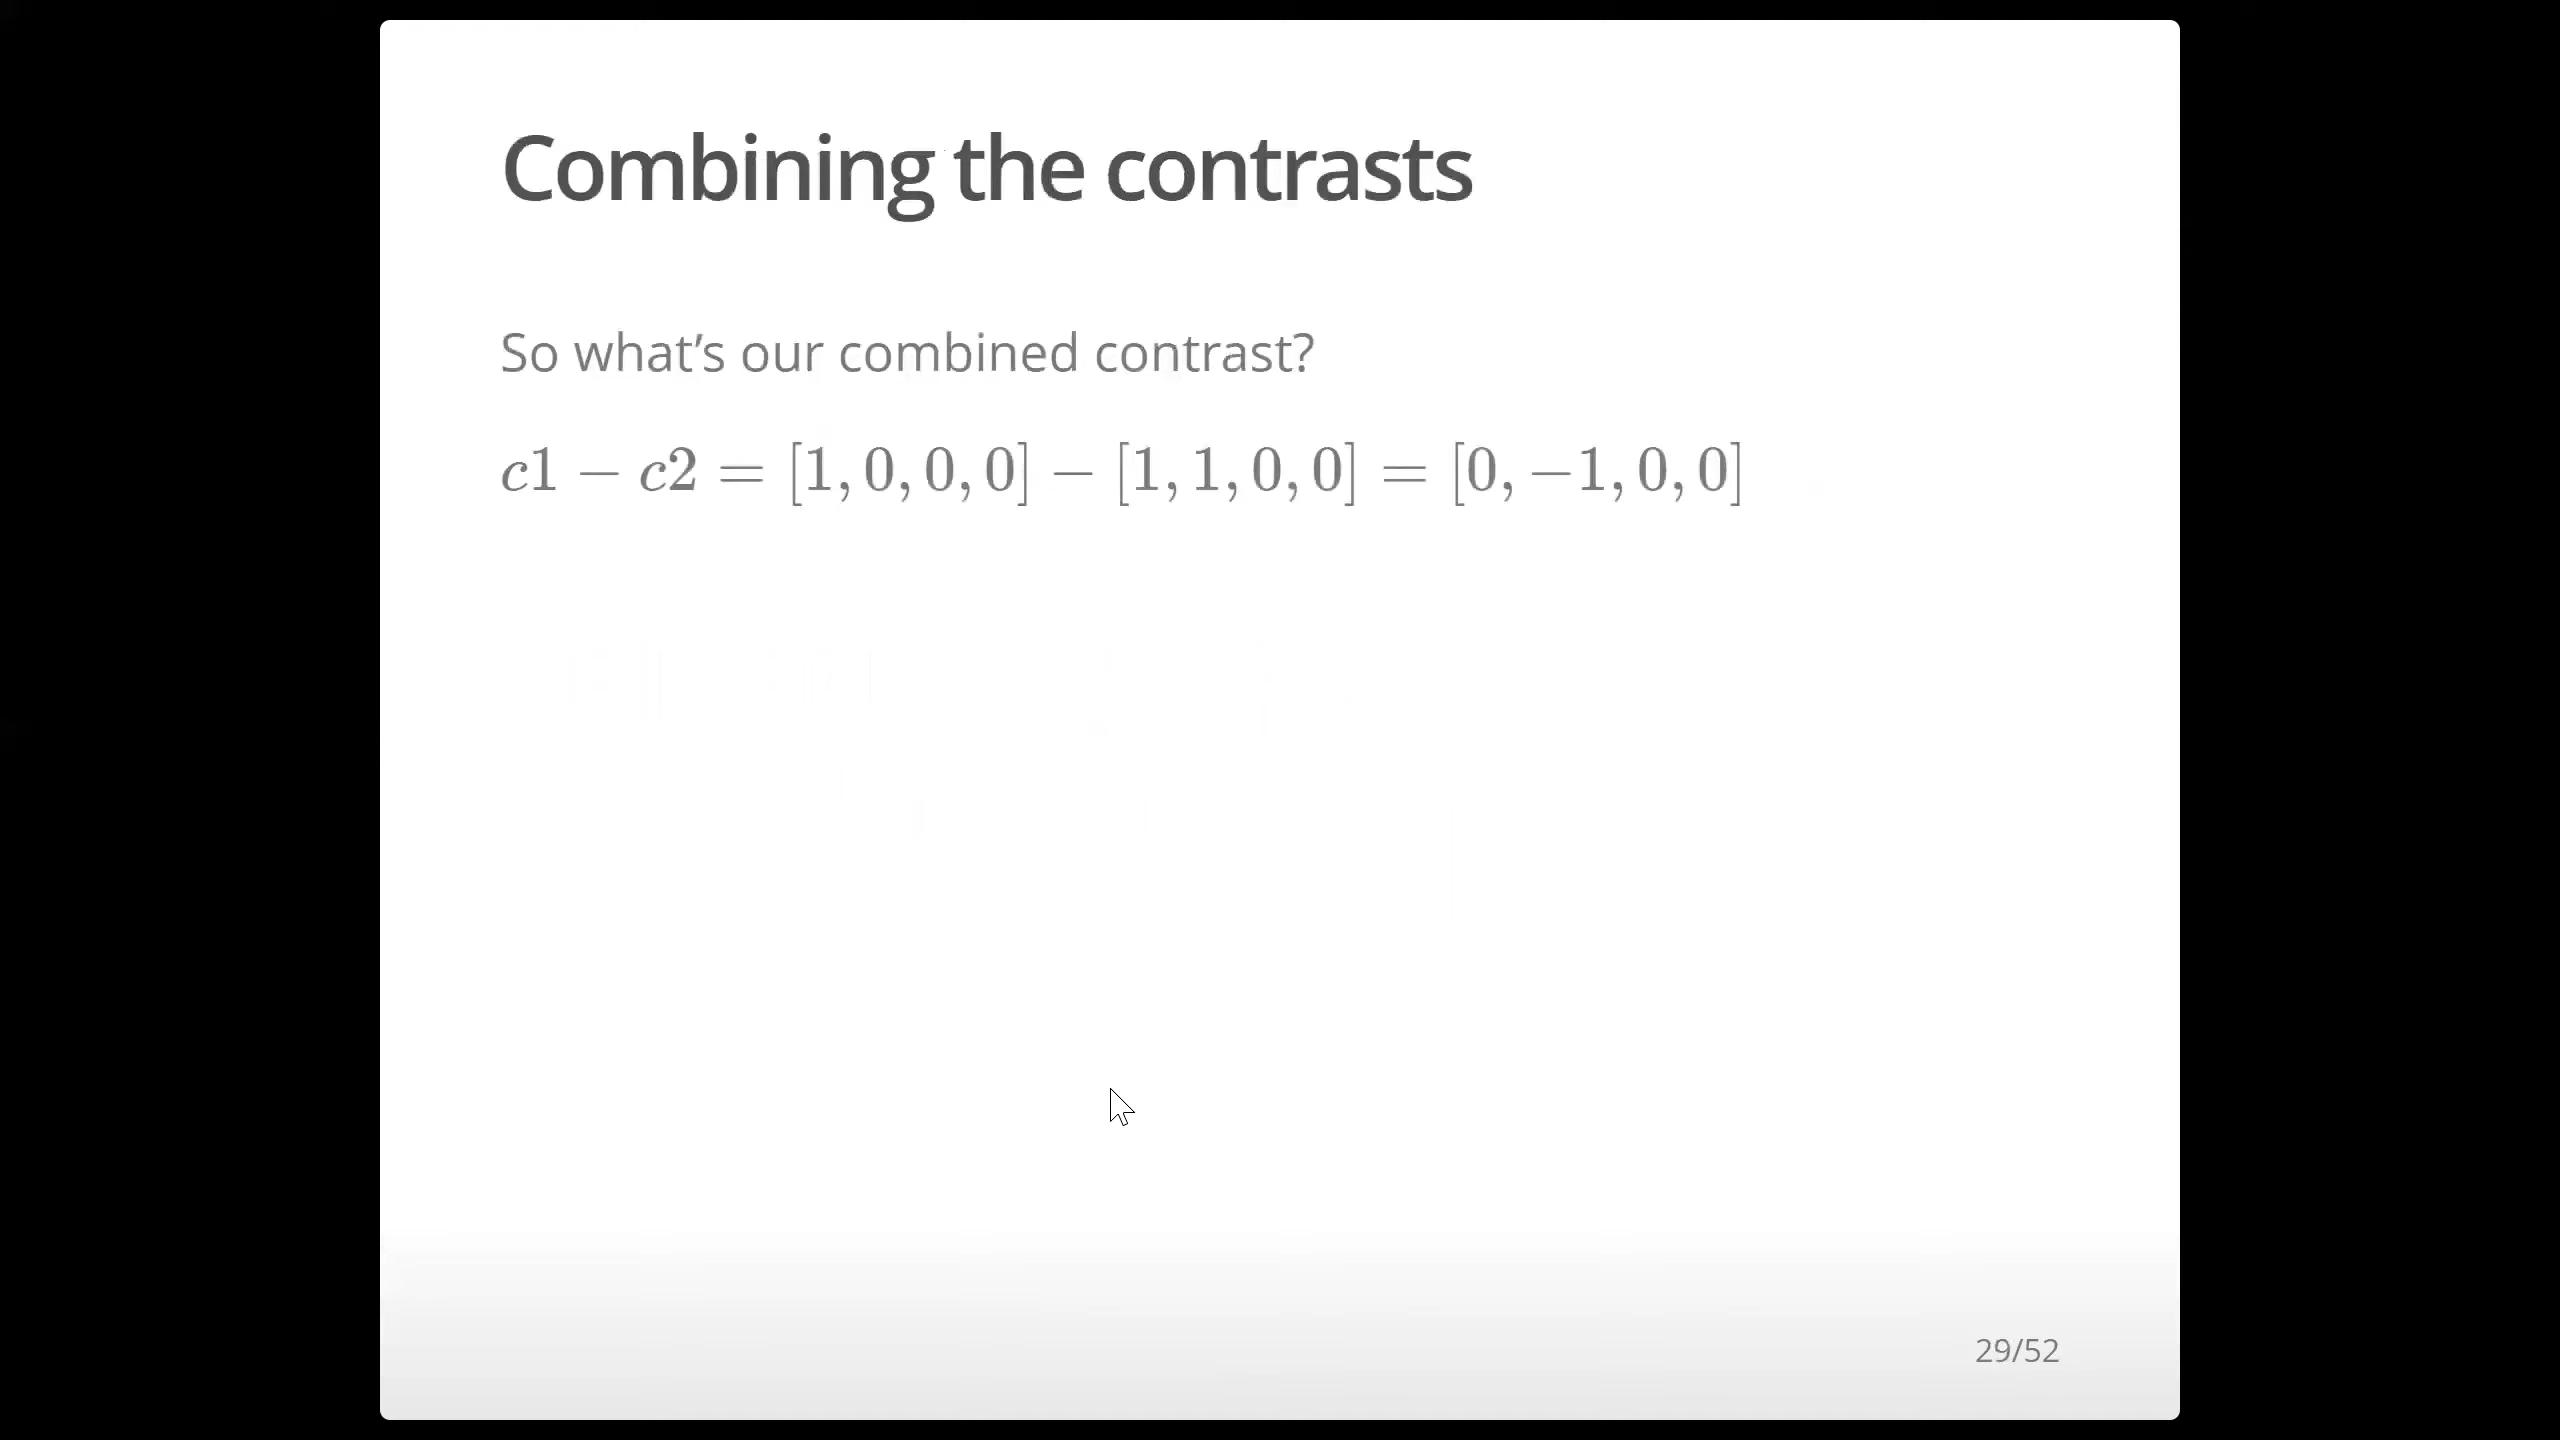 Combining the contrasts
So what’s our combined contrast?
c1 − c2 = [1, 0, 0, 0] − [1, 1, 0, 0] = [0, −1, 0, 0]
29/52